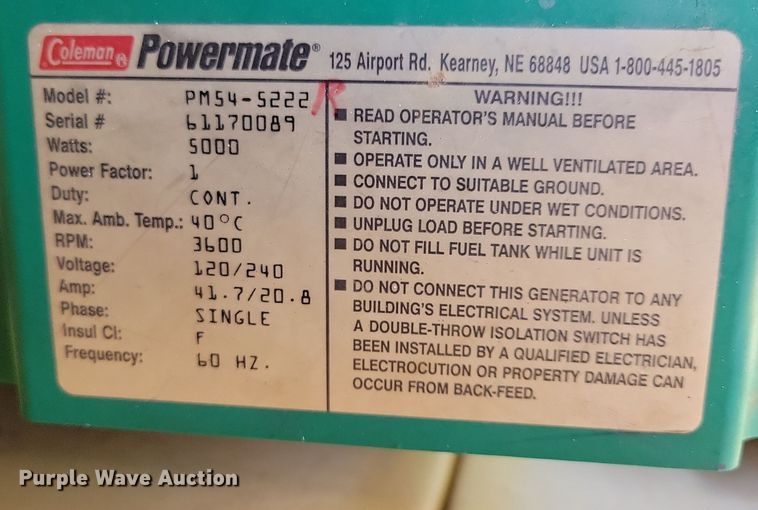 Coleman® Powermate® 125 Airport Rd. Kearney, NE 68848 USA 1-800-445-1805
Model #: PM54-5222 R
Serial # 61170089
Watts: 5000
Power Factor: 1
Duty: CONT.
Max. Amb. Temp.: 40°C
RPM: 3600
Voltage: 120/240
Amp: 41.7/20.8
Phase: SINGLE
Insul Cl: F
Frequency: 60 HZ.
WARNING!!!
■ READ OPERATOR'S MANUAL BEFORE
STARTING.
■ OPERATE ONLY IN A WELL VENTILATED AREA.
■ CONNECT TO SUITABLE GROUND.
■ DO NOT OPERATE UNDER WET CONDITIONS.
■ UNPLUG LOAD BEFORE STARTING.
■ DO NOT FILL FUEL TANK WHILE UNIT IS
RUNNING.
■ DO NOT CONNECT THIS GENERATOR TO ANY
BUILDING'S ELECTRICAL SYSTEM. UNLESS
A DOUBLE-THROW ISOLATION SWITCH HAS
BEEN INSTALLED BY A QUALIFIED ELECTRICIAN,
ELECTROCUTION OR PROPERTY DAMAGE CAN
OCCUR FROM BACK-FEED.
Purple Wave Auction